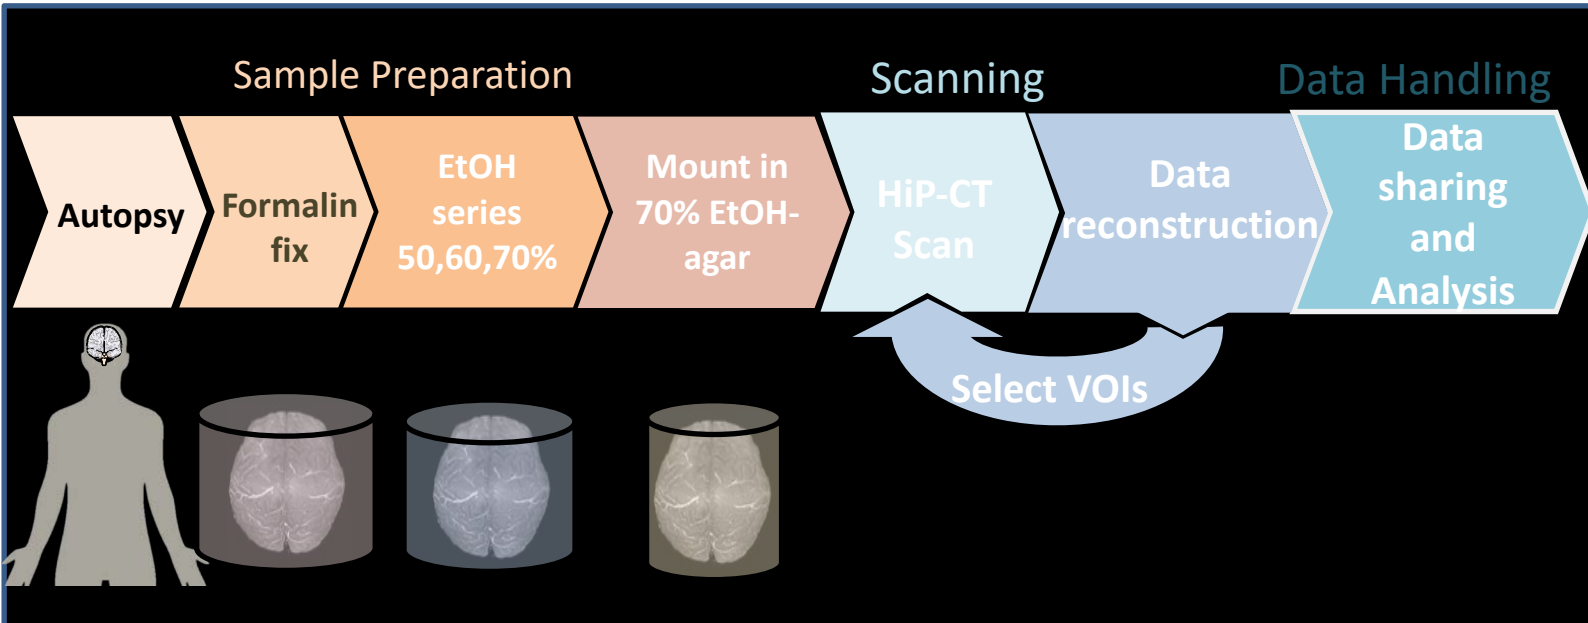 Sample Preparation
Scanning
Data Handling
Autopsy
Formalin
fix
EtOH
series
50,60,70%
Mount in
70% EtOH-
agar
HiP-CT
Scan
Data
reconstruction
Data
sharing
and
Analysis
Select VOIs